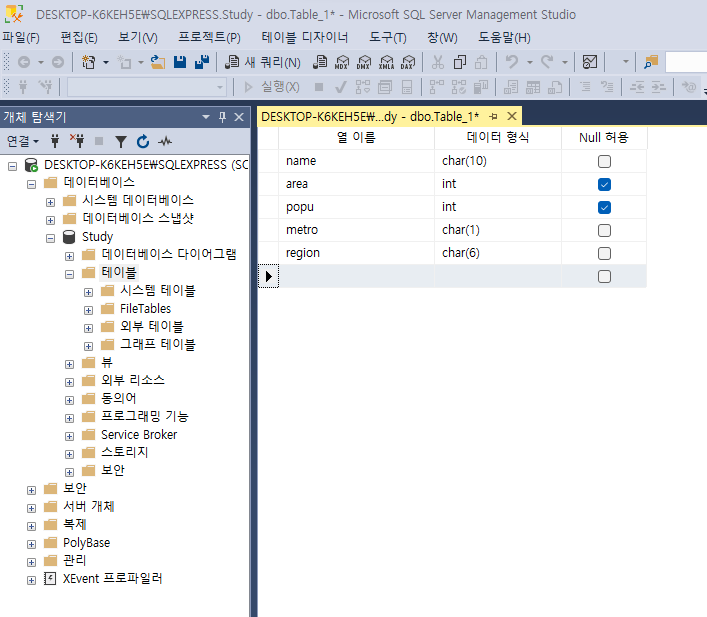 DESKTOP-K6KEH5E₩SQLEXPRESS.Study - dbo.Table_1* - Microsoft SQL Server Management Studio
파일(F) 편집(E) 보기(V) 프로젝트(P) 테이블 디자이너 도구(T) 창(W) 도움말(H)
새 쿼리(N) MDX DMX XMLA DAX
실행(X)
개체 탐색기
연결
DESKTOP-K6KEH5E₩SQLEXPRESS (SC
데이터베이스
시스템 데이터베이스
데이터베이스 스냅샷
Study
데이터베이스 다이어그램
테이블
시스템 테이블
FileTables
외부 테이블
그래프 테이블
뷰
외부 리소스
동의어
프로그래밍 기능
Service Broker
스토리지
보안
보안
서버 개체
복제
PolyBase
관리
XEvent 프로파일러
DESKTOP-K6KEH5E₩...dy - dbo.Table_1*
열 이름 데이터 형식 Null 허용
name char(10)
area int
popu int
metro char(1)
region char(6)